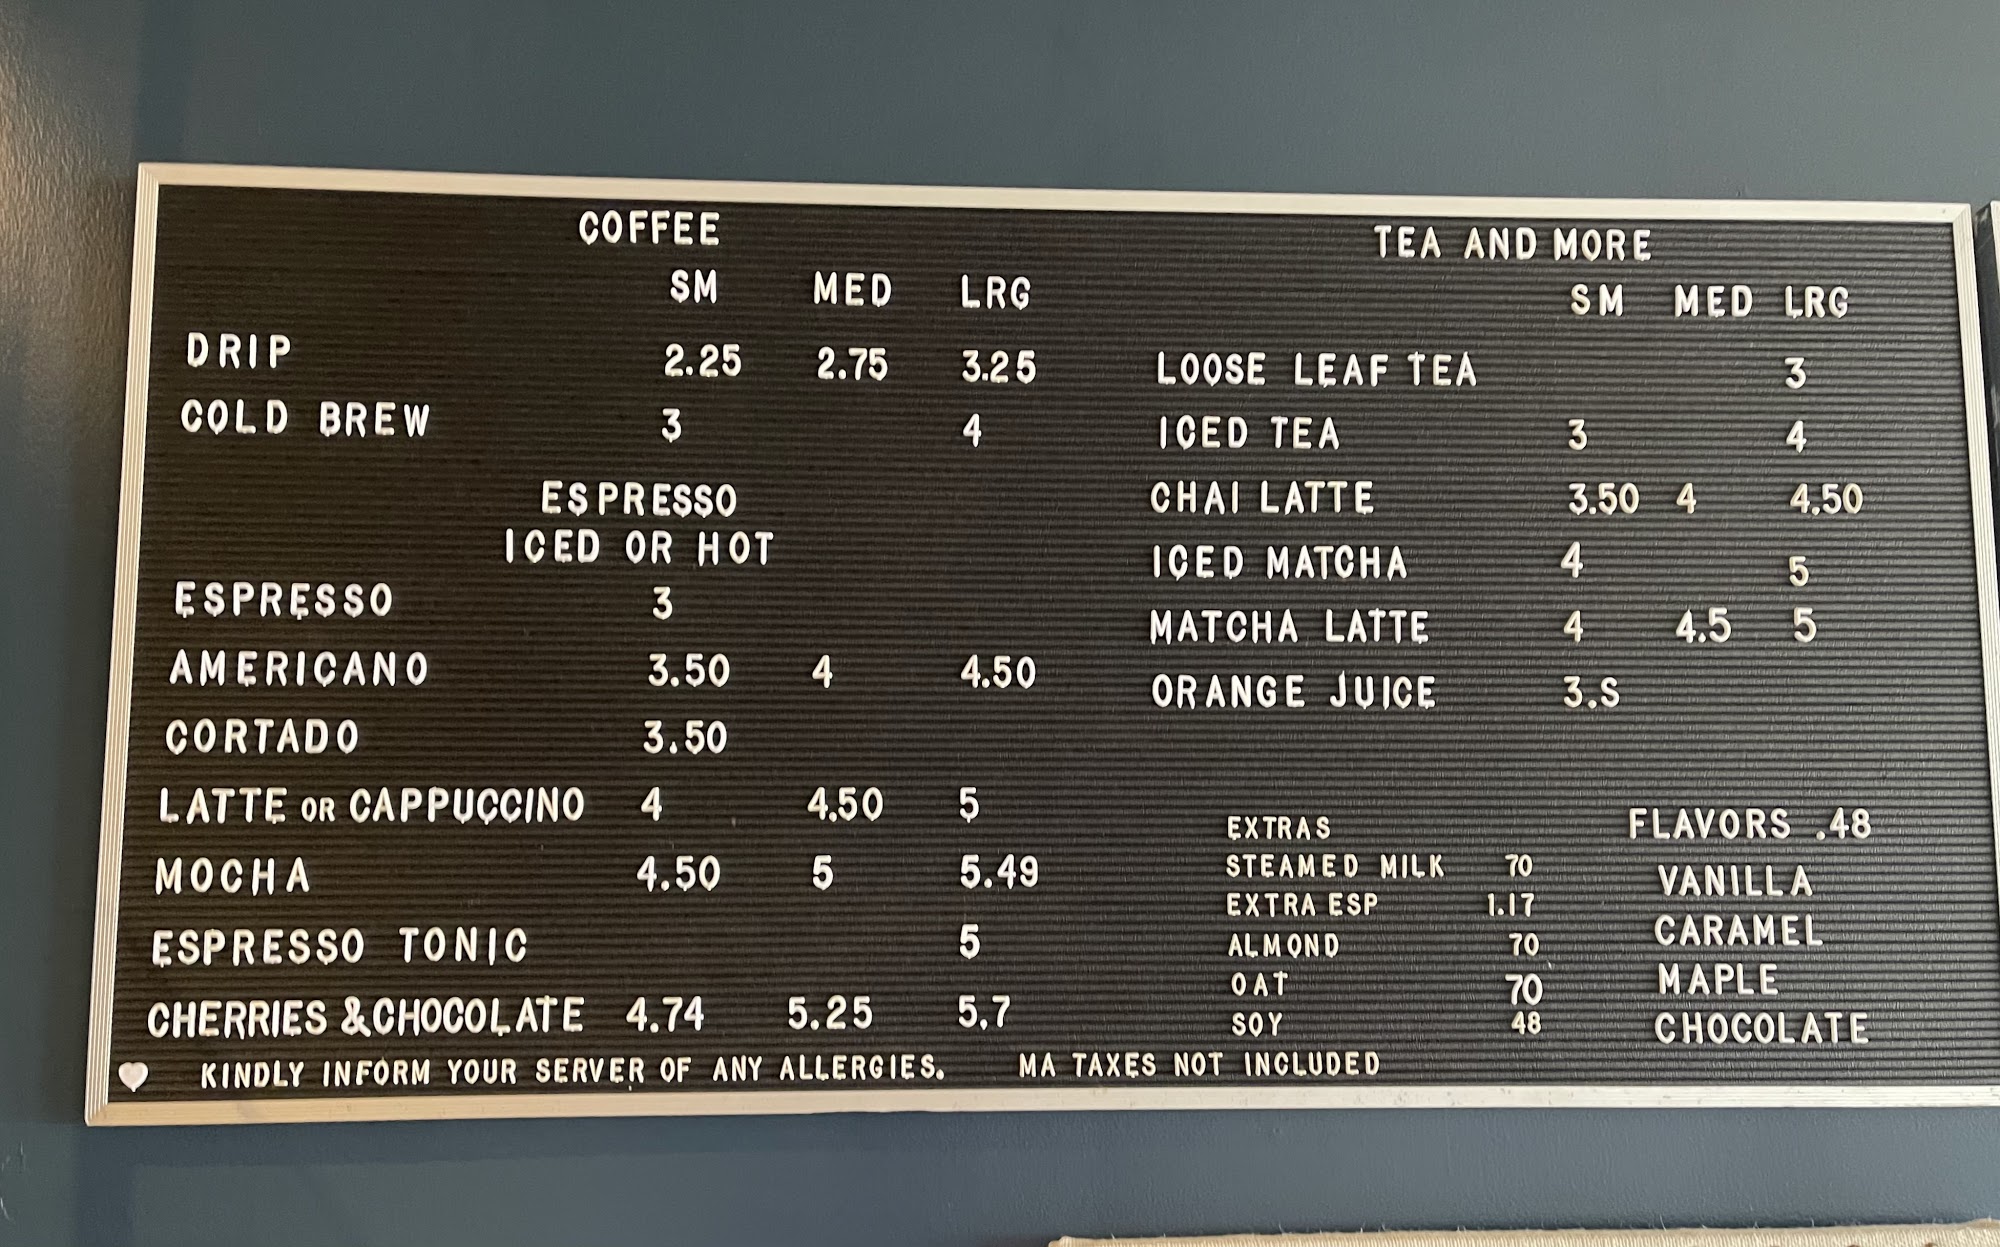 COFFEE
SM MED LRG
DRIP 2.25 2.75 3.25
COLD BREW 3 4
ESPRESSO
ICED OR HOT
ESPRESSO 3
AMERICANO 3.50 4 4.50
CORTADO 3.50
LATTE OR CAPPUCCINO 4 4.50 5
MOCHA 4.50 5 5.49
ESPRESSO TONIC 5
CHERRIES &CHOCOLATE 4.74 5.25 5.7
TEA AND MORE
SM MED LRG
LOOSE LEAF TEA 3
ICED TEA 3 4
CHAI LATTE 3.50 4 4.50
ICED MATCHA 4 5
MATCHA LATTE 4 4.5 5
ORANGE JUICE 3.S
EXTRAS
STEAMED MILK 70
EXTRA ESP 1.17
ALMOND 70
OAT 70
SOY 48
FLAVORS .48
VANILLA
CARAMEL
MAPLE
CHOCOLATE
KINDLY INFORM YOUR SERVER OF ANY ALLERGIES. MA TAXES NOT INCLUDED